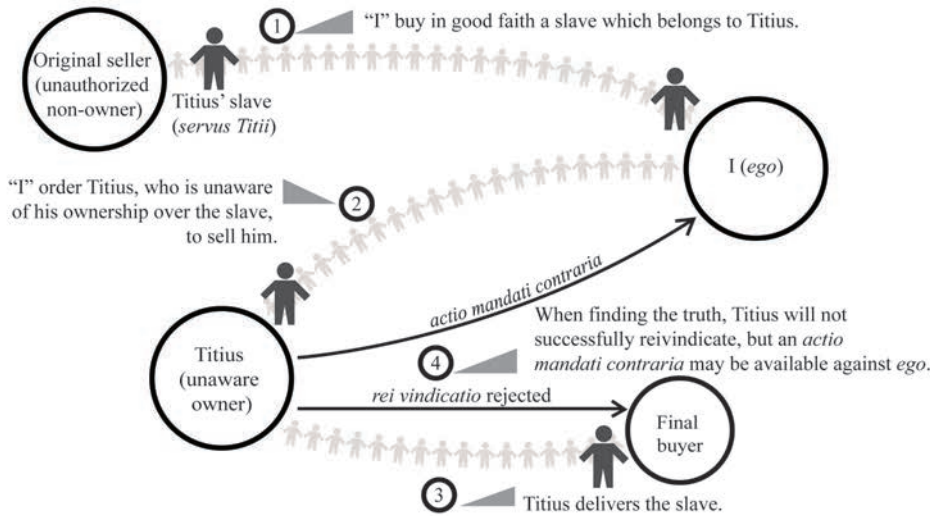 1
“I” buy in good faith a slave which belongs to Titius.
Original seller
(unauthorized
non-owner)
Titius’ slave
(servus Titii)
I (ego)
“I” order Titius, who is unaware
of his ownership over the slave,
to sell him.
2
actio mandati contraria
When finding the truth, Titius will not
successfully reivindicate, but an actio
mandati contraria may be available against ego.
4
Titius
(unaware
owner)
rei vindicatio rejected
Final
buyer
3
Titius delivers the slave.